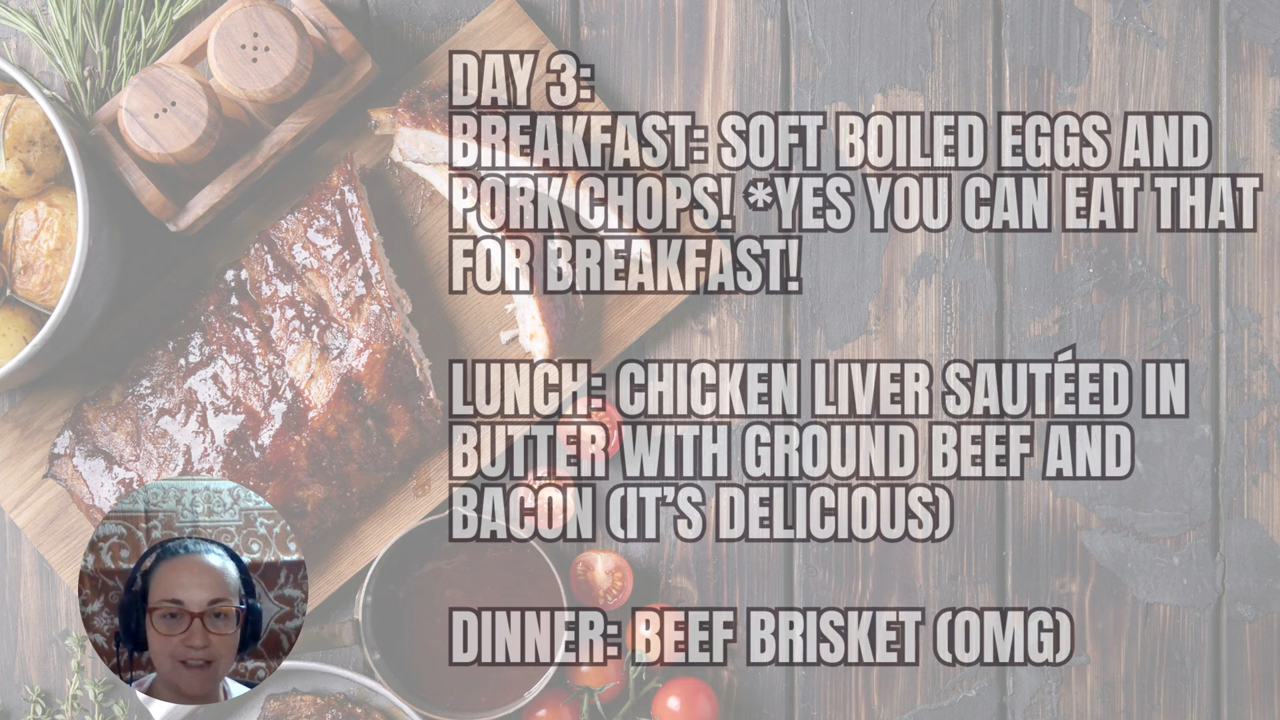 DAY 3:
BREAKFAST: SOFT BOILED EGGS AND
PORK CHOPS! *YES YOU CAN EAT THAT
FOR BREAKFAST!
LUNCH: CHICKEN LIVER SAUTÉED IN
BUTTER WITH GROUND BEEF AND
BACON (IT'S DELICIOUS)
DINNER: BEEF BRISKET (OMG)